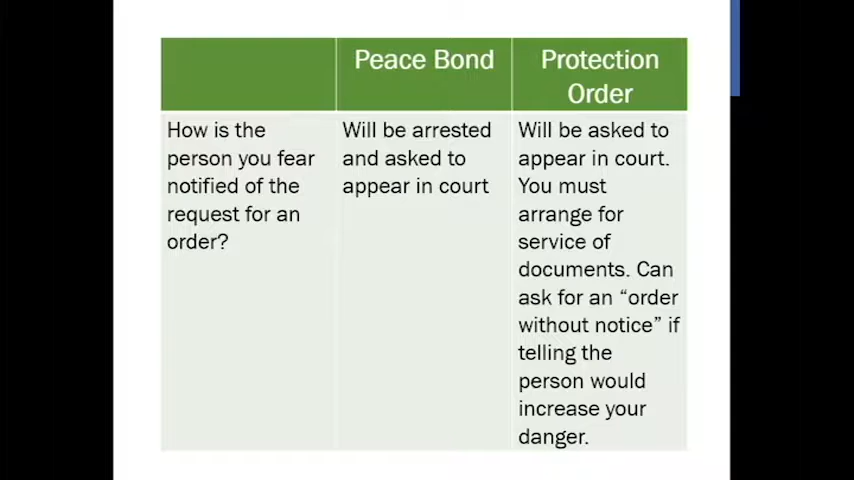 Peace Bond
Protection
Order
How is the
person you fear
notified of the
request for an
order?
Will be arrested
and asked to
appear in court
Will be asked to
appear in court.
You must
arrange for
service of
documents. Can
ask for an “order
without notice” if
telling the
person would
increase your
danger.